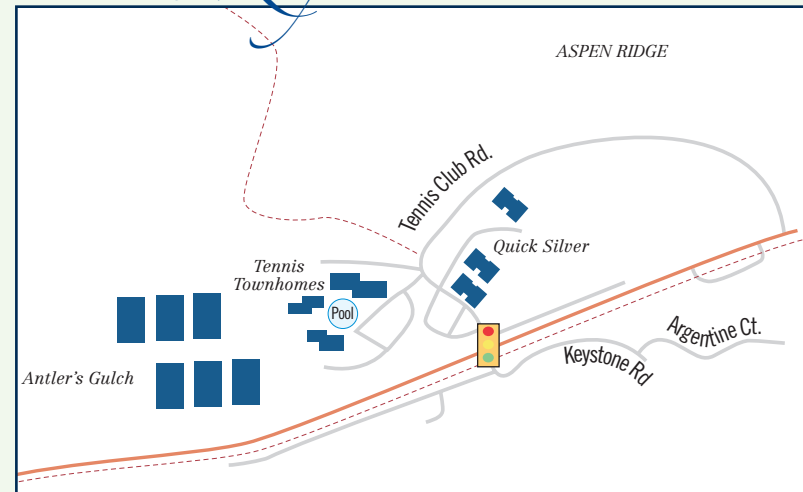 ASPEN RIDGE
Tennis Club Rd.
Quick Silver
Tennis
Townhomes
Pool
Argentine Ct.
Keystone Rd
Antler's Gulch